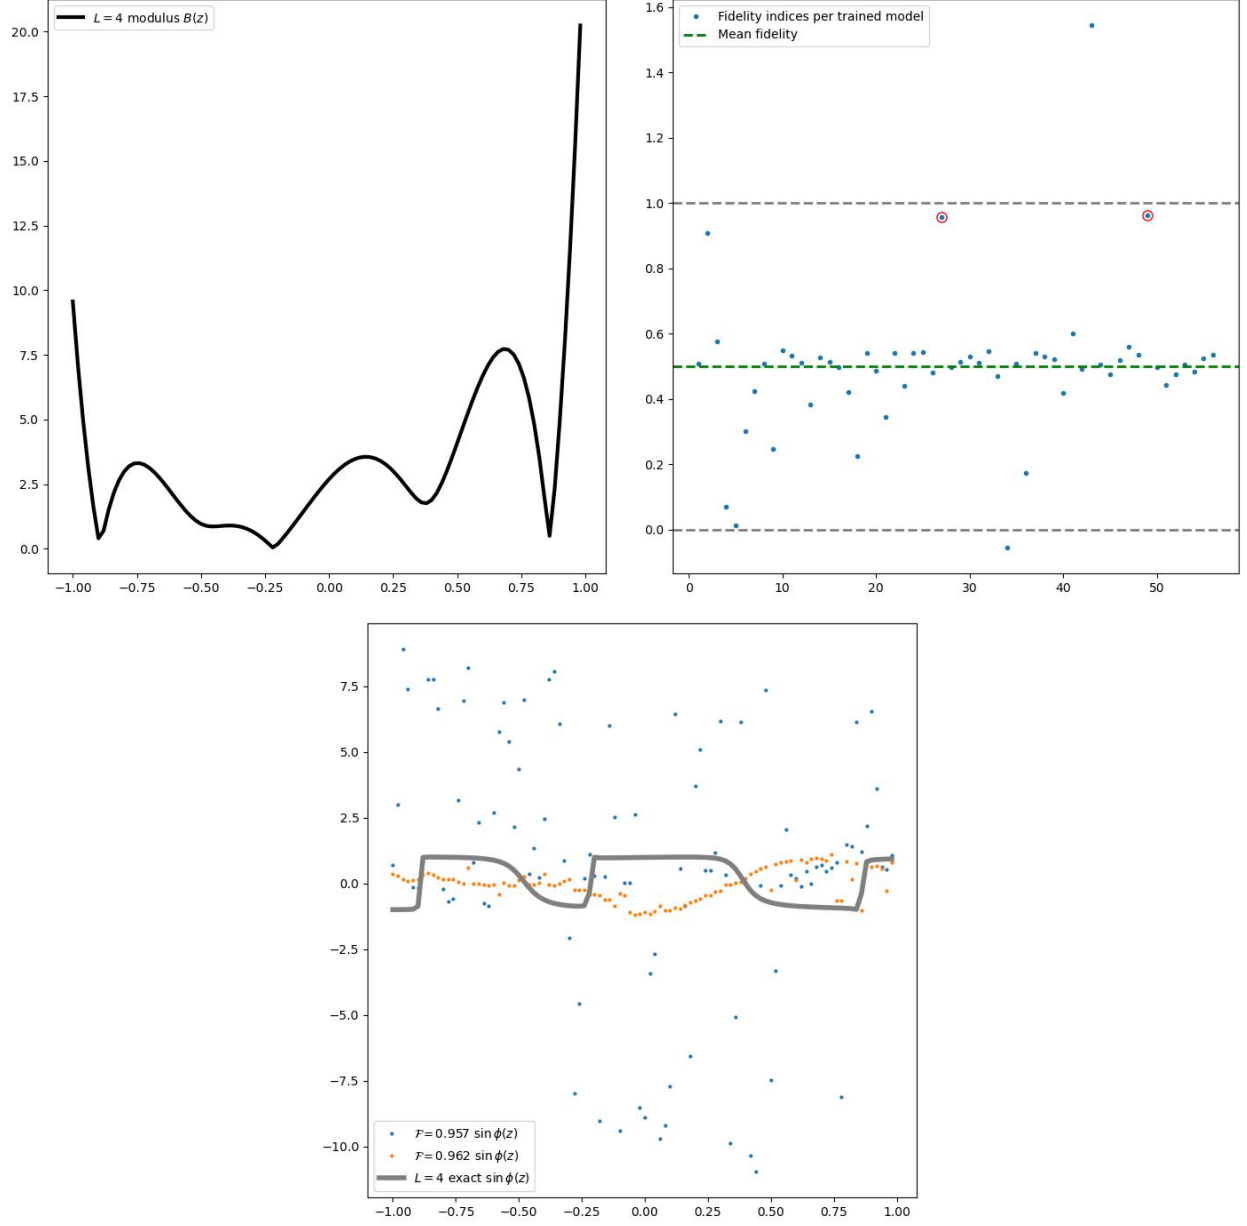 L = 4 modulus B(z)
20.0
17.5
15.0
12.5
10.0
7.5
5.0
2.5
0.0
−1.00 −0.75 −0.50 −0.25 0.00 0.25 0.50 0.75 1.00
Fidelity indices per trained model
Mean fidelity
1.6
1.4
1.2
1.0
0.8
0.6
0.4
0.2
0.0
0 10 20 30 40 50
7.5
5.0
2.5
0.0
−2.5
−5.0
−7.5
−10.0
ℱ = 0.957 sin ϕ(z)
ℱ = 0.962 sin ϕ(z)
L = 4 exact sin ϕ(z)
−1.00 −0.75 −0.50 −0.25 0.00 0.25 0.50 0.75 1.00